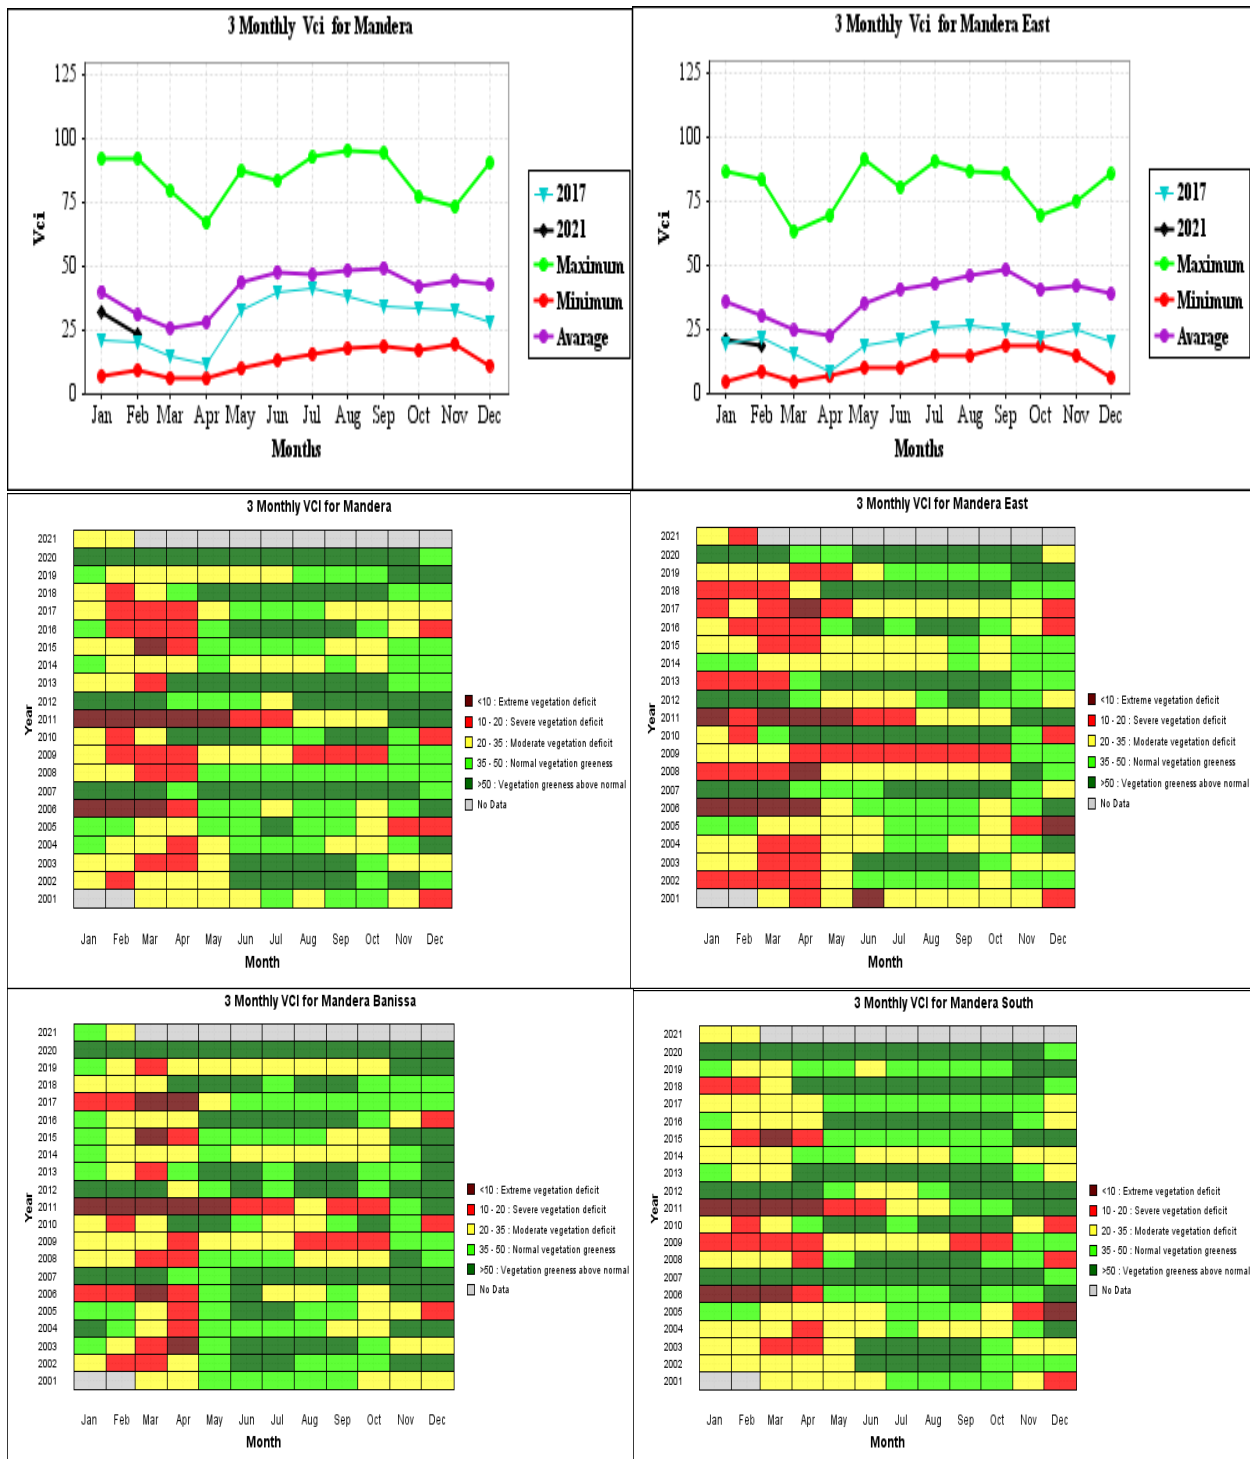 3 Monthly Vci for Mandera
125
100
75
50
25
0
Vci
Jan Feb Mar Apr May Jun Jul Aug Sep Oct Nov Dec
Months
2017
2021
Maximum
Minimum
Avarage
3 Monthly Vci for Mandera East
125
100
75
50
25
0
Vci
Jan Feb Mar Apr May Jun Jul Aug Sep Oct Nov Dec
Months
2017
2021
Maximum
Minimum
Avarage
3 Monthly VCI for Mandera
2021
2020
2019
2018
2017
2016
2015
2014
2013
2012
2011
2010
2009
2008
2007
2006
2005
2004
2003
2002
2001
Year
Jan Feb Mar Apr May Jun Jul Aug Sep Oct Nov Dec
Month
<10 : Extreme vegetation deficit
10 - 20 : Severe vegetation deficit
20 - 35 : Moderate vegetation deficit
35 - 50 : Normal vegetation greeness
>50 : Vegetation greeness above normal
No Data
3 Monthly VCI for Mandera East
2021
2020
2019
2018
2017
2016
2015
2014
2013
2012
2011
2010
2009
2008
2007
2006
2005
2004
2003
2002
2001
Year
Jan Feb Mar Apr May Jun Jul Aug Sep Oct Nov Dec
Month
<10 : Extreme vegetation deficit
10 - 20 : Severe vegetation deficit
20 - 35 : Moderate vegetation deficit
35 - 50 : Normal vegetation greeness
>50 : Vegetation greeness above normal
No Data
3 Monthly VCI for Mandera Banissa
2021
2020
2019
2018
2017
2016
2015
2014
2013
2012
2011
2010
2009
2008
2007
2006
2005
2004
2003
2002
2001
Year
Jan Feb Mar Apr May Jun Jul Aug Sep Oct Nov Dec
Month
<10 : Extreme vegetation deficit
10 - 20 : Severe vegetation deficit
20 - 35 : Moderate vegetation deficit
35 - 50 : Normal vegetation greeness
>50 : Vegetation greeness above normal
No Data
3 Monthly VCI for Mandera South
2021
2020
2019
2018
2017
2016
2015
2014
2013
2012
2011
2010
2009
2008
2007
2006
2005
2004
2003
2002
2001
Year
Jan Feb Mar Apr May Jun Jul Aug Sep Oct Nov Dec
Month
<10 : Extreme vegetation deficit
10 - 20 : Severe vegetation deficit
20 - 35 : Moderate vegetation deficit
35 - 50 : Normal vegetation greeness
>50 : Vegetation greeness above normal
No Data